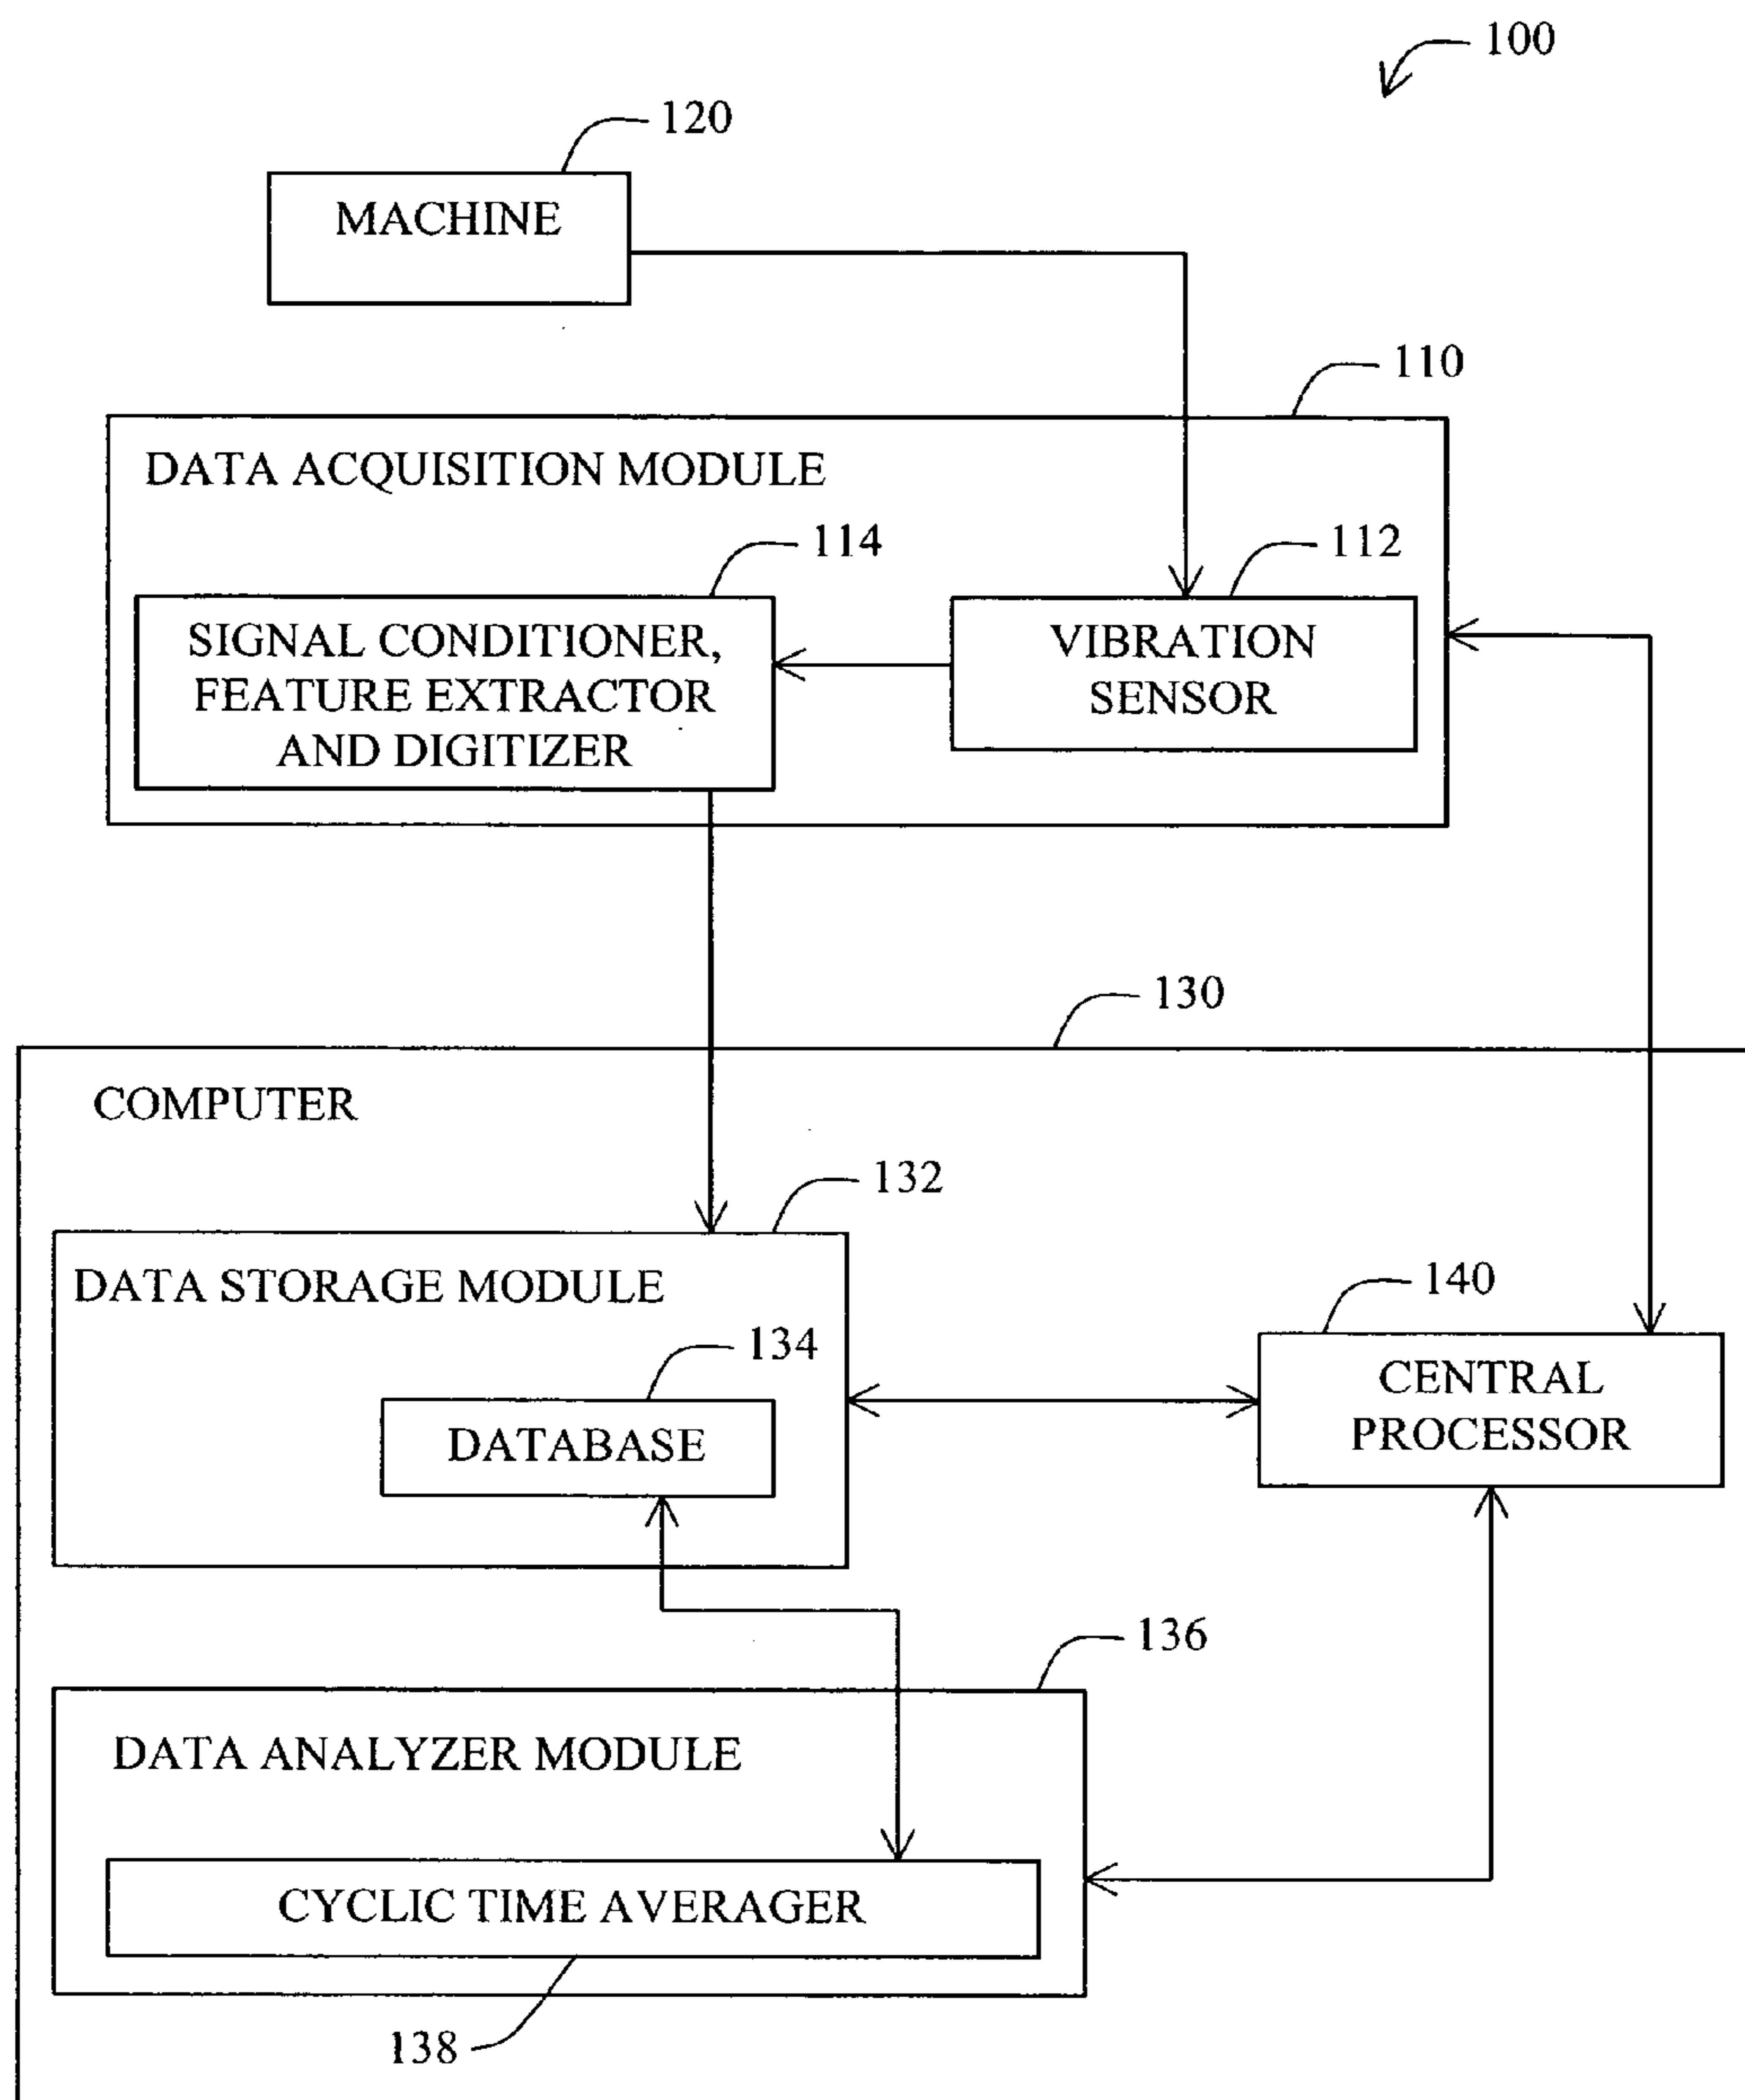 100
120
MACHINE
110
DATA ACQUISITION MODULE
114
112
SIGNAL CONDITIONER,
FEATURE EXTRACTOR
AND DIGITIZER
VIBRATION
SENSOR
130
COMPUTER
132
DATA STORAGE MODULE
134
DATABASE
140
CENTRAL
PROCESSOR
136
DATA ANALYZER MODULE
CYCLIC TIME AVERAGER
138